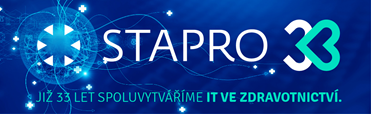 STAPRO 33
JIŽ 33 LET SPOLUVYTVÁŘÍME IT VE ZDRAVOTNICTVÍ.